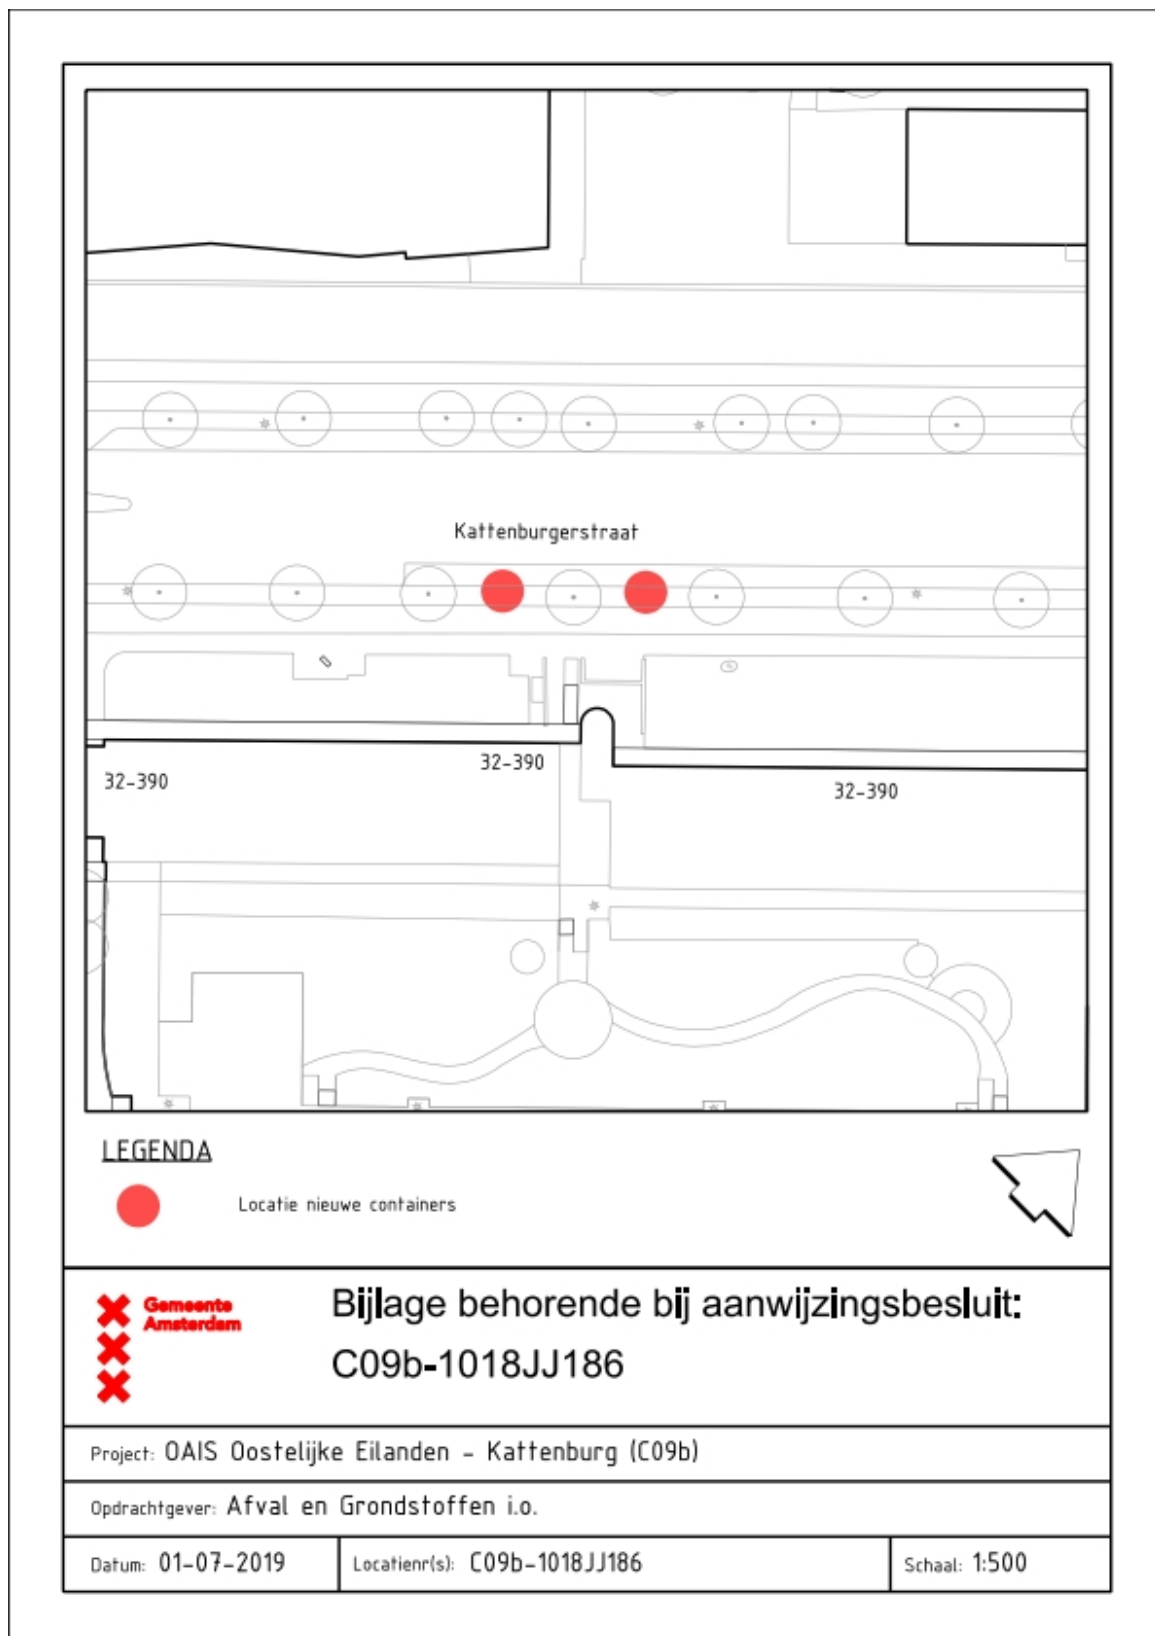 Kattenburgerstraat
32-390
32-390
32-390
LEGENDA
Locatie nieuwe containers
Gemeente
Amsterdam
Bijlage behorende bij aanwijzingsbesluit:
C09b-1018JJ186
Project: OAIS Oostelijke Eilanden - Kattenburg (C09b)
Opdrachtgever: Afval en Grondstoffen i.o.
Datum: 01-07-2019
Locatienr(s): C09b-1018JJ186
Schaal: 1:500